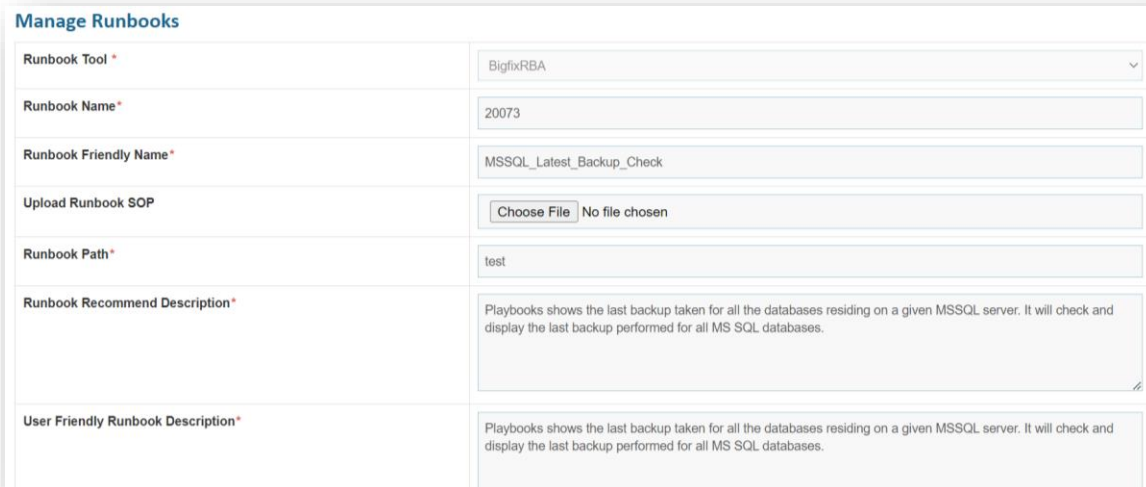 Manage Runbooks
Runbook Tool *
BigfixRBA
Runbook Name*
20073
Runbook Friendly Name*
MSSQL_Latest_Backup_Check
Upload Runbook SOP
Choose File No file chosen
Runbook Path*
test
Runbook Recommend Description*
Playbooks shows the last backup taken for all the databases residing on a given MSSQL server. It will check and
display the last backup performed for all MS SQL databases.
User Friendly Runbook Description*
Playbooks shows the last backup taken for all the databases residing on a given MSSQL server. It will check and
display the last backup performed for all MS SQL databases.